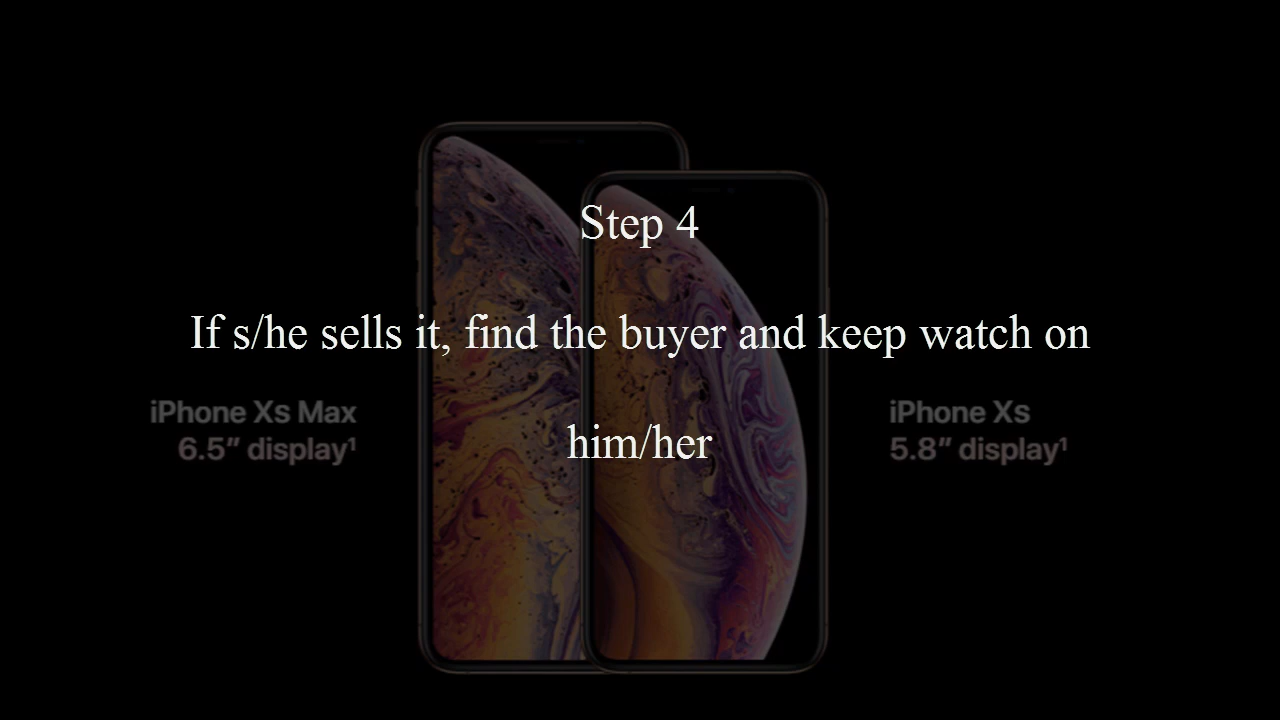 Step 4
If s/he sells it, find the buyer and keep watch on
him/her
iPhone Xs Max
6.5″ display¹
iPhone Xs
5.8″ display¹